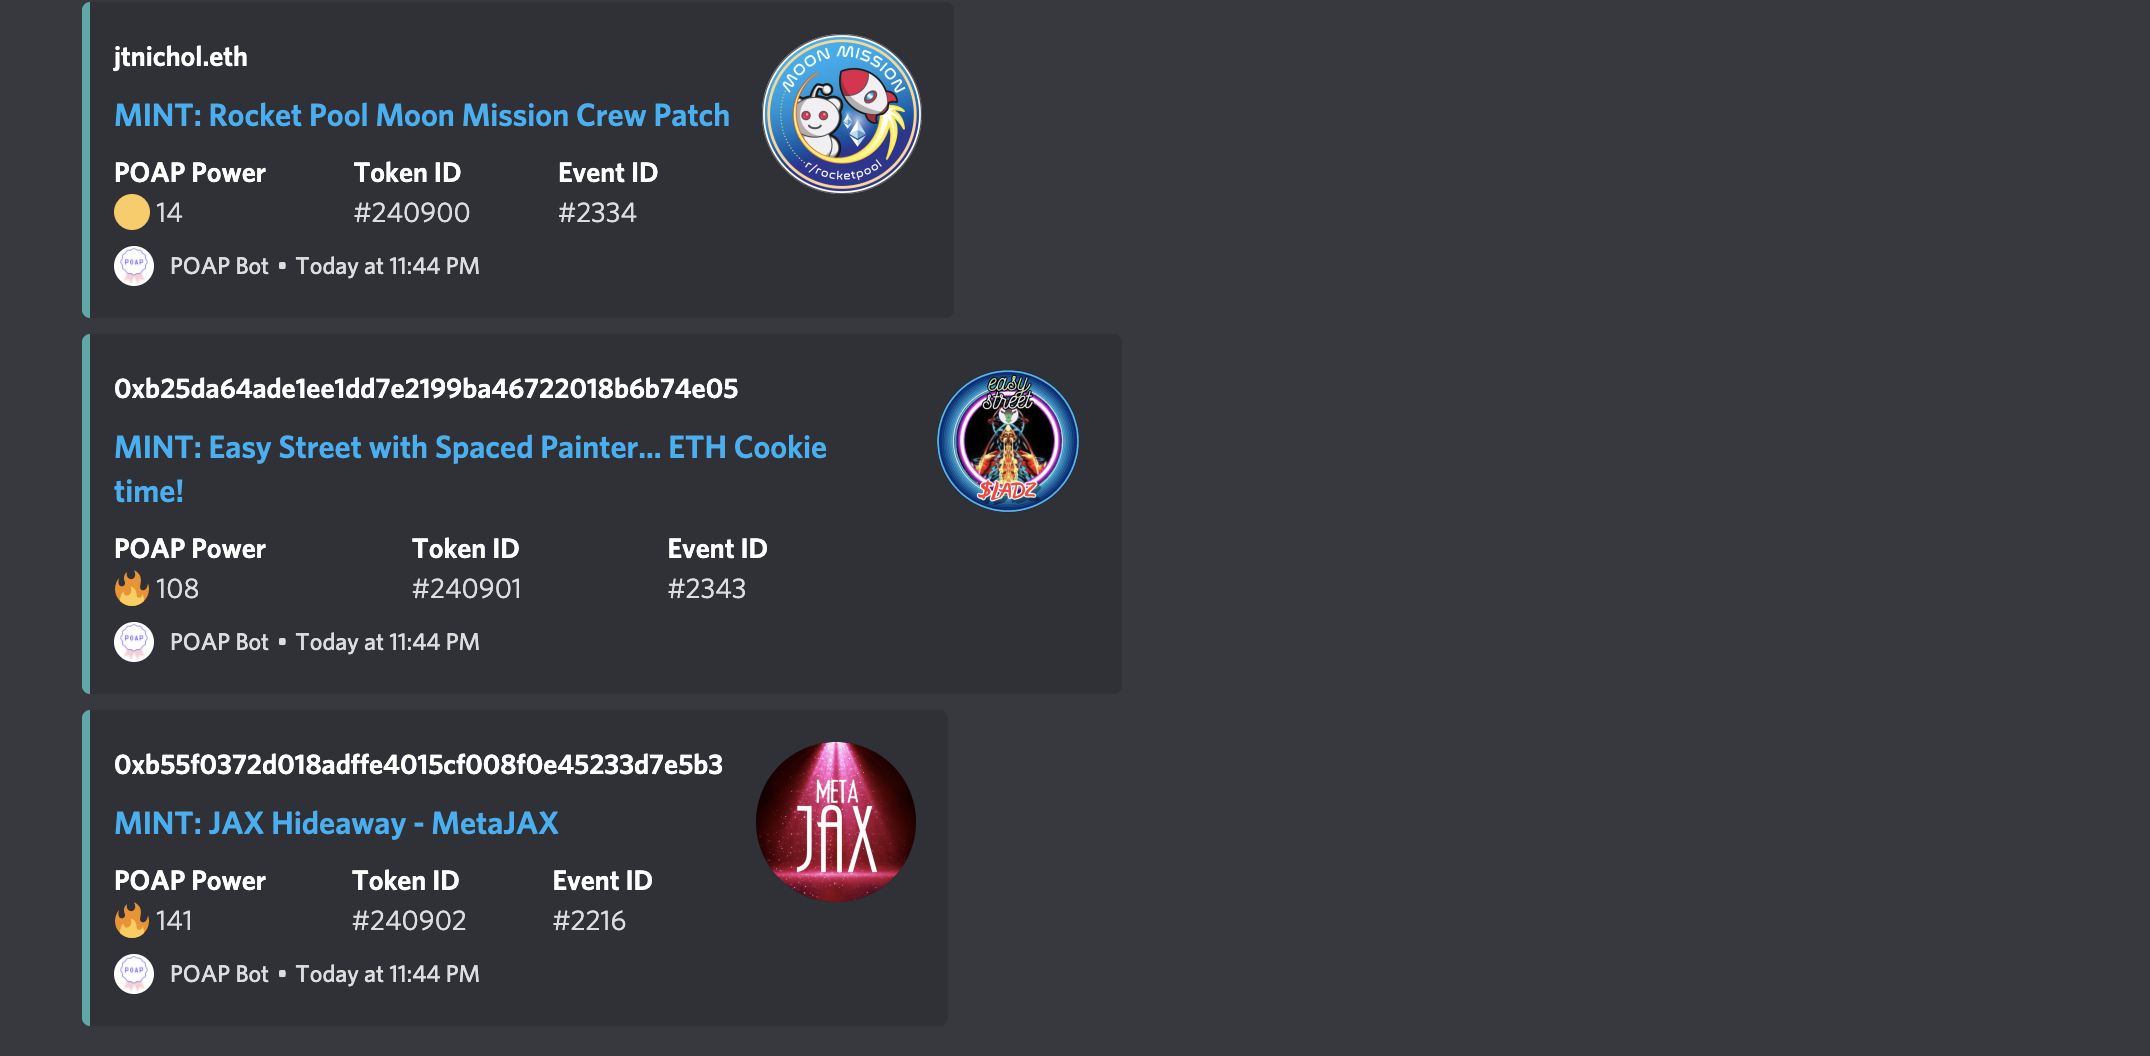 jtnichol.eth
MINT: Rocket Pool Moon Mission Crew Patch
MOON MISSION
r/rocketpool
POAP Power Token ID Event ID
14 #240900 #2334
POAP
POAP Bot • Today at 11:44 PM
0xb25da64ade1ee1dd7e2199ba46722018b6b74e05
MINT: Easy Street with Spaced Painter... ETH Cookie
time!
easy
street
$LADZ
POAP Power Token ID Event ID
108 #240901 #2343
POAP
POAP Bot • Today at 11:44 PM
0xb55f0372d018adffe4015cf008f0e45233d7e5b3
MINT: JAX Hideaway - MetaJAX
META
JAX
POAP Power Token ID Event ID
141 #240902 #2216
POAP
POAP Bot • Today at 11:44 PM